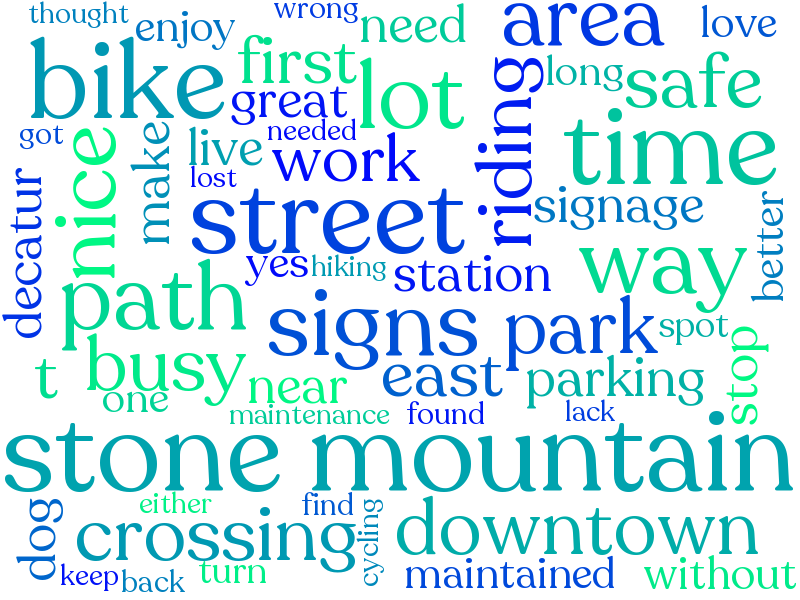 thought
wrong
enjoy
need
area
love
bike
first
lot
riding
long
safe
great
got
nice
make
live
needed
work
time
lost
decatur
street
signage
better
yes
hiking
station
way
path
signs
park
spot
busy
t
one
near
east
parking
stop
maintenance
found
lack
stone mountain
dog
either
find
cycling
crossing
downtown
keep
back
turn
maintained
without